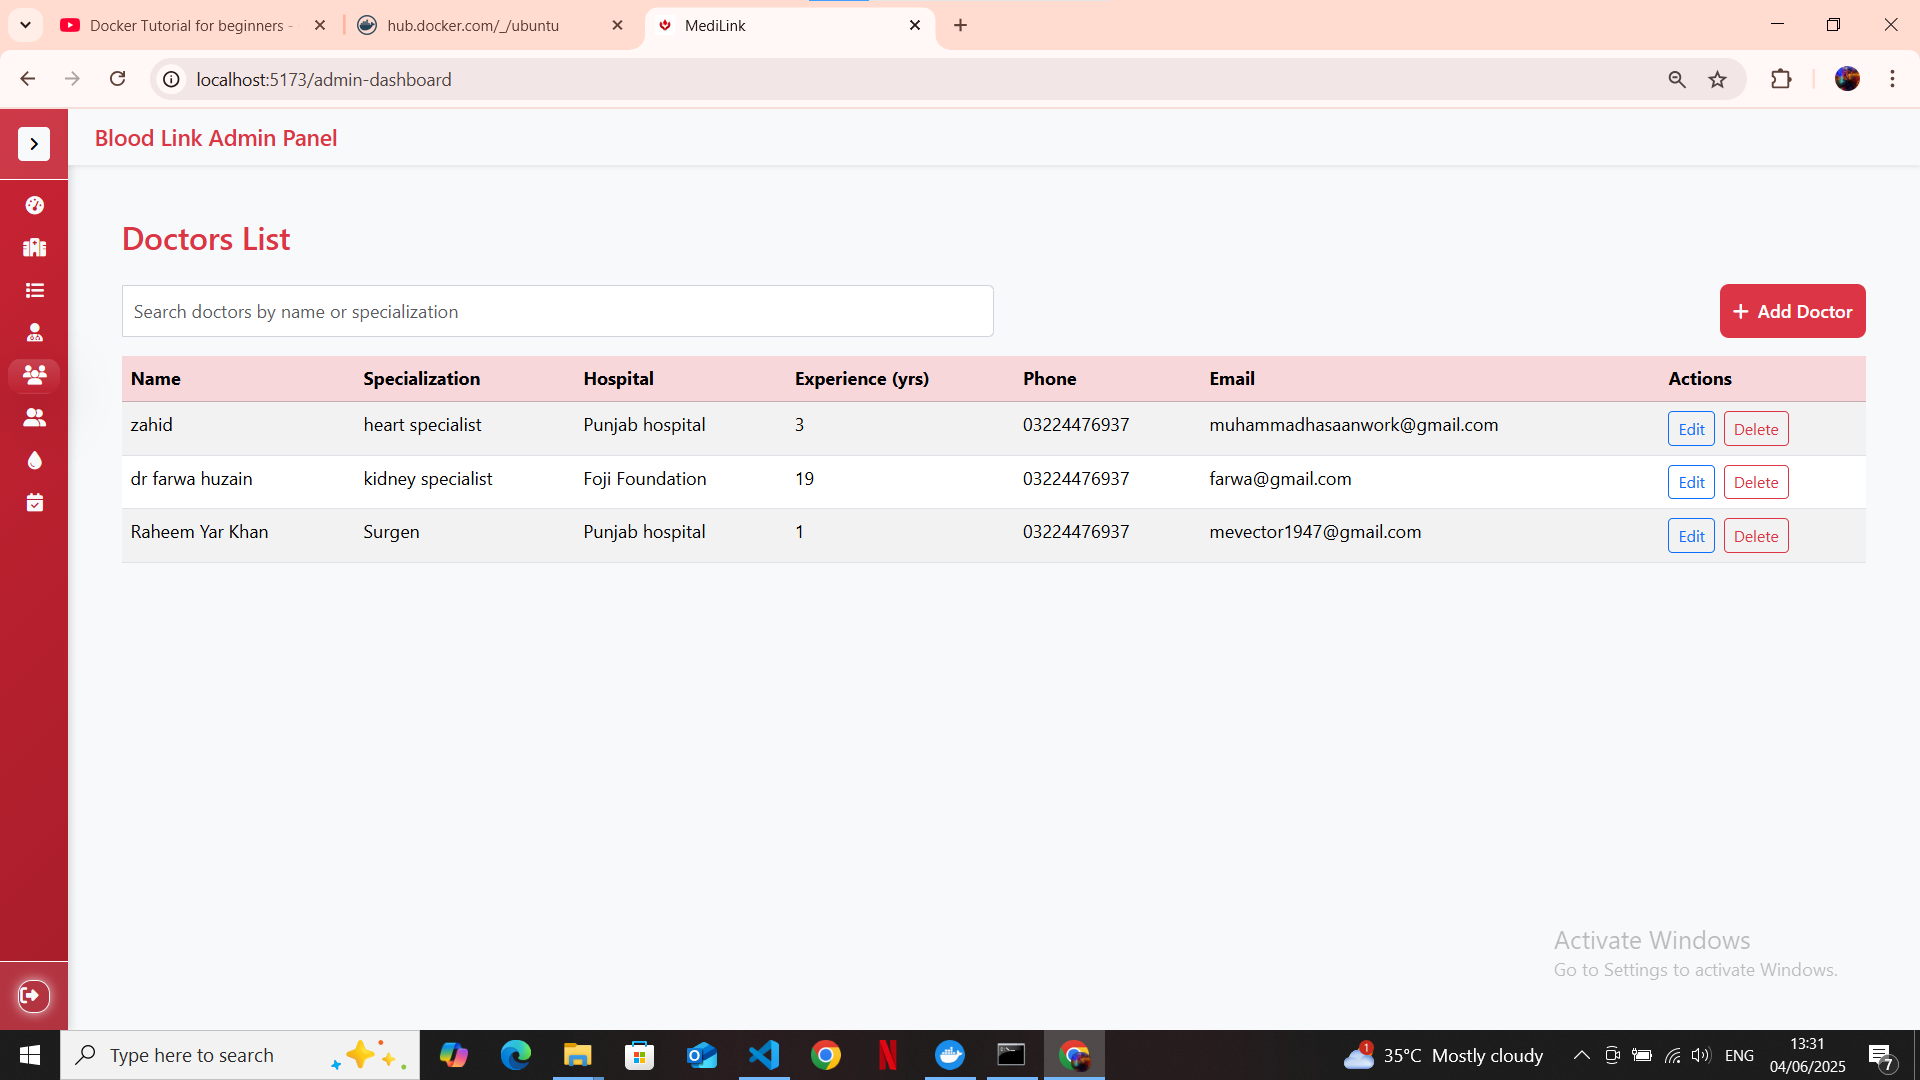 Docker Tutorial for beginners -
hub.docker.com/_/ubuntu
MediLink
localhost:5173/admin-dashboard
Blood Link Admin Panel
Doctors List
Search doctors by name or specialization
+ Add Doctor
Name Specialization Hospital Experience (yrs) Phone Email Actions
zahid heart specialist Punjab hospital 3 03224476937 muhammadhasaanwork@gmail.com Edit Delete
dr farwa huzain kidney specialist Foji Foundation 19 03224476937 farwa@gmail.com Edit Delete
Raheem Yar Khan Surgen Punjab hospital 1 03224476937 mevector1947@gmail.com Edit Delete
Activate Windows
Go to Settings to activate Windows.
Type here to search
1
35°C Mostly cloudy
ENG
13:31
04/06/2025
7